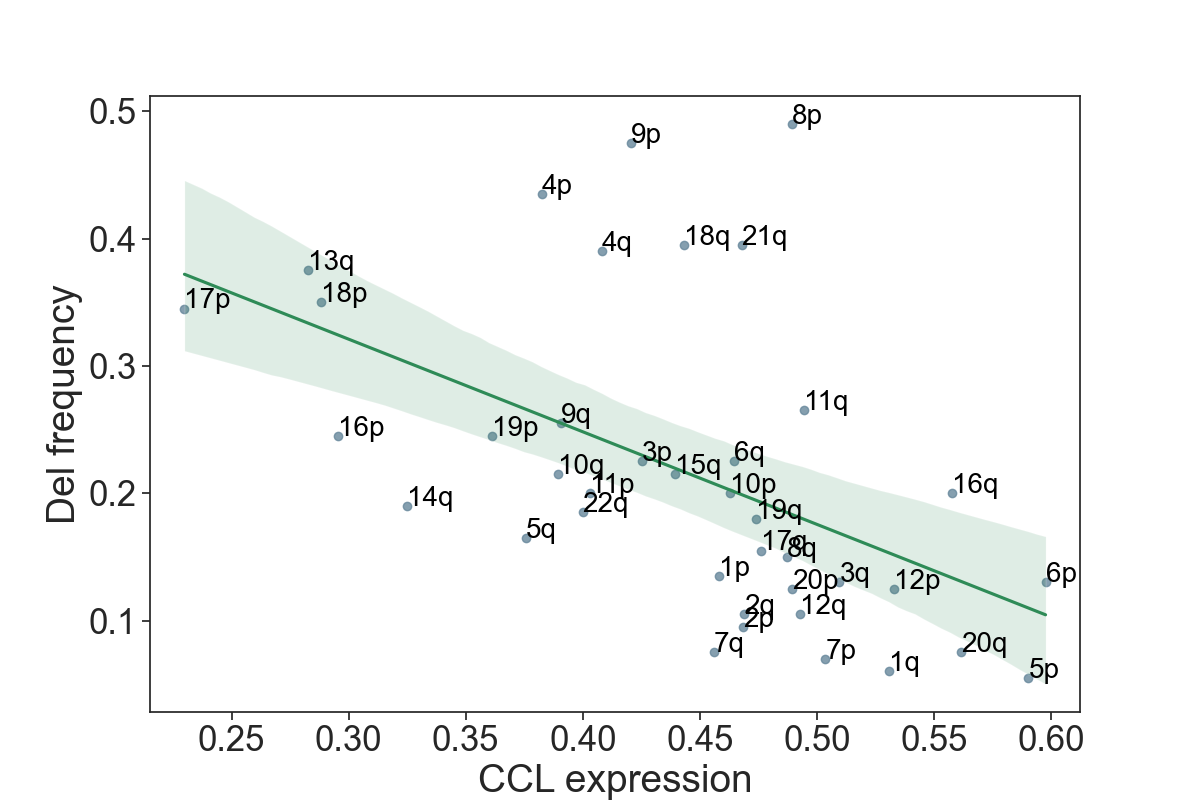 0.5
0.4
0.3
0.2
0.1
Del frequency
8p
9p
4p
4q
18q
21q
13q
18p
17p
11q
9q
16p
19p
3p
6q
10q
15q
11p
10p
16q
14q
22q
19q
5q
17q
8q
1p
20p
3q
12p
6p
2q
12q
2p
7q
7p
1q
20q
5p
0.25
0.30
0.35
0.40
0.45
0.50
0.55
0.60
CCL expression